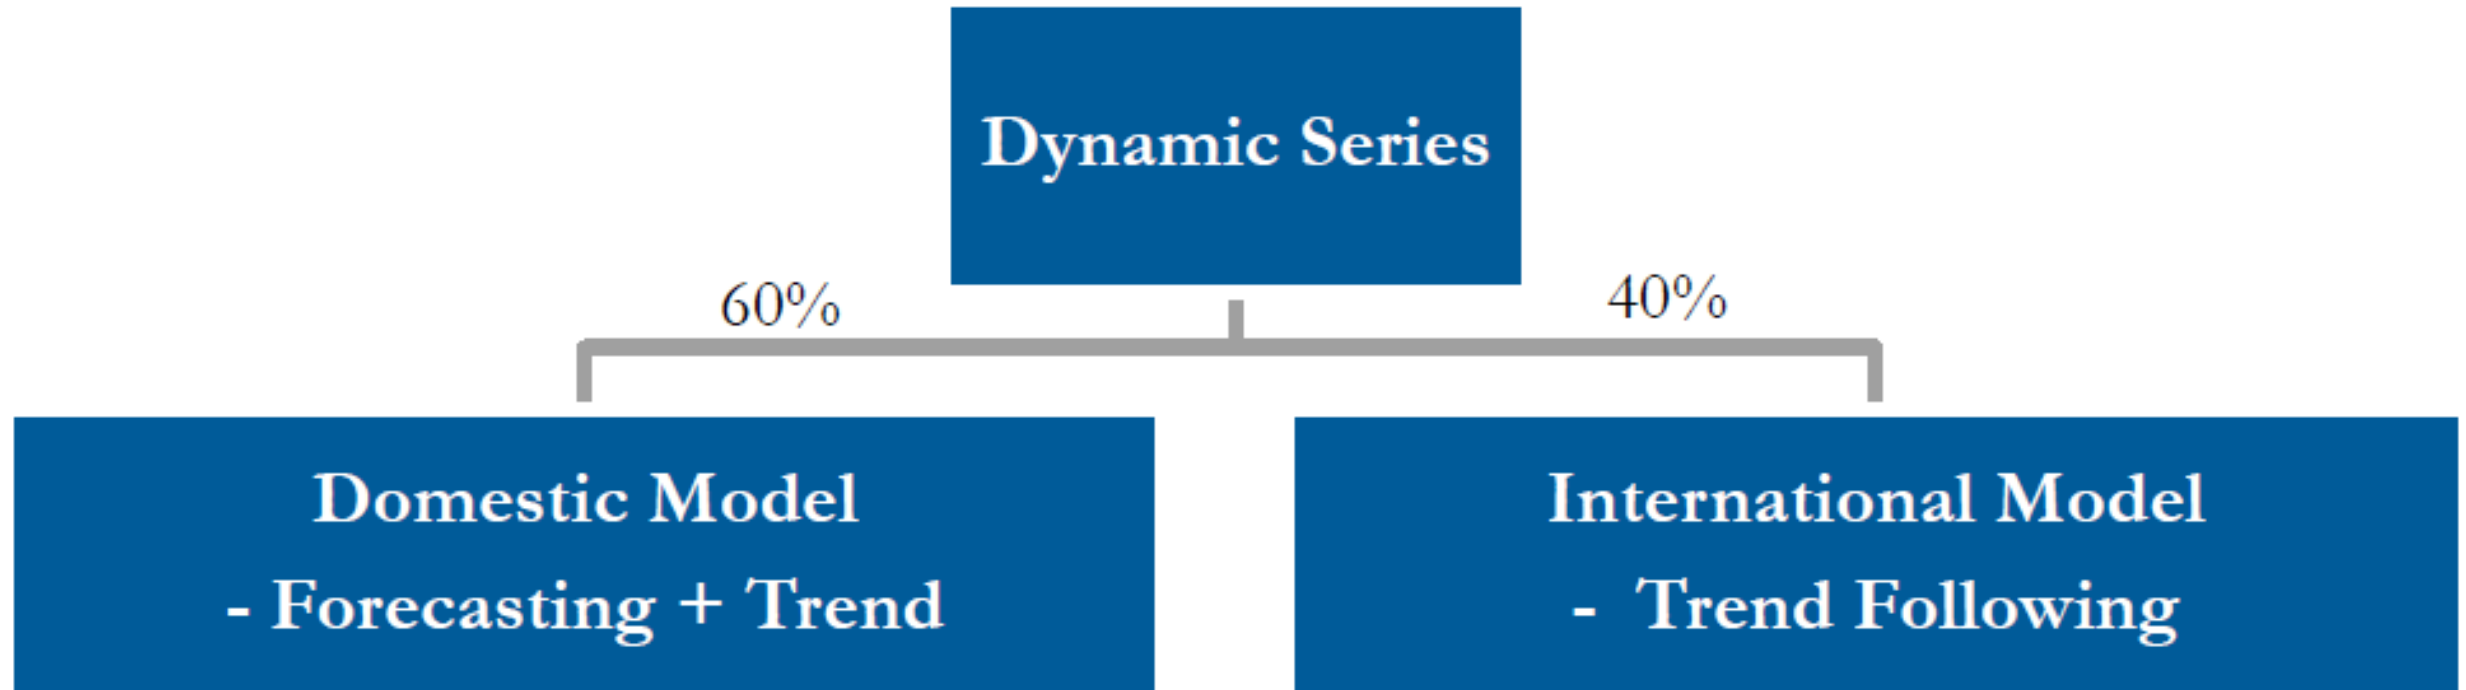 Dynamic Series
60%
40%
Domestic Model
- Forecasting + Trend
International Model
- Trend Following